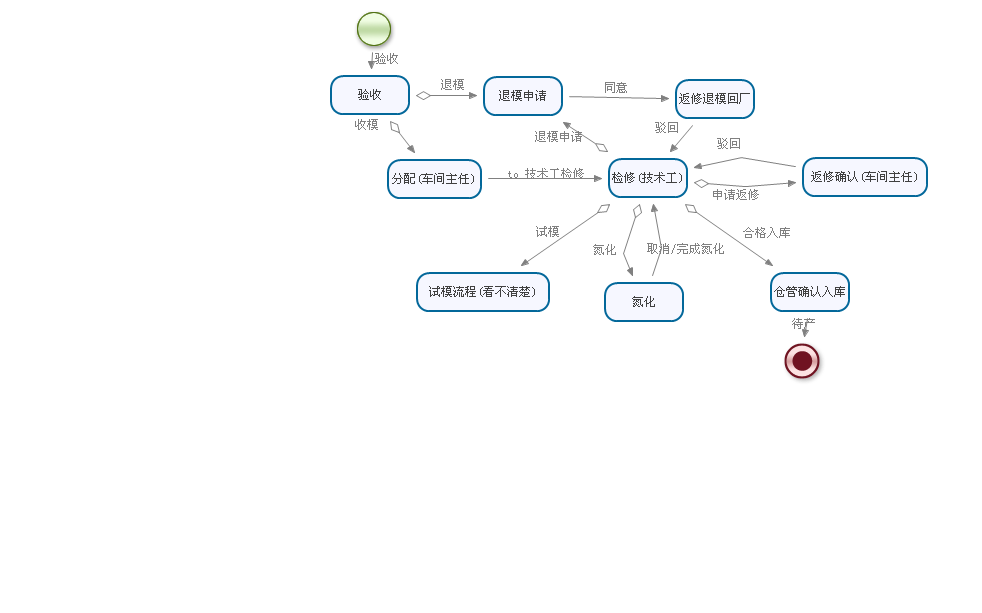 验收
验收
退模
退模申请
同意
返修退模回厂
收模
退模申请
驳回
驳回
分配(车间主任)
to 技术工检修
检修(技术工)
返修确认(车间主任)
申请返修
试模
氮化
取消/完成氮化
合格入库
试模流程(看不清楚)
氮化
仓管确认入库
待产